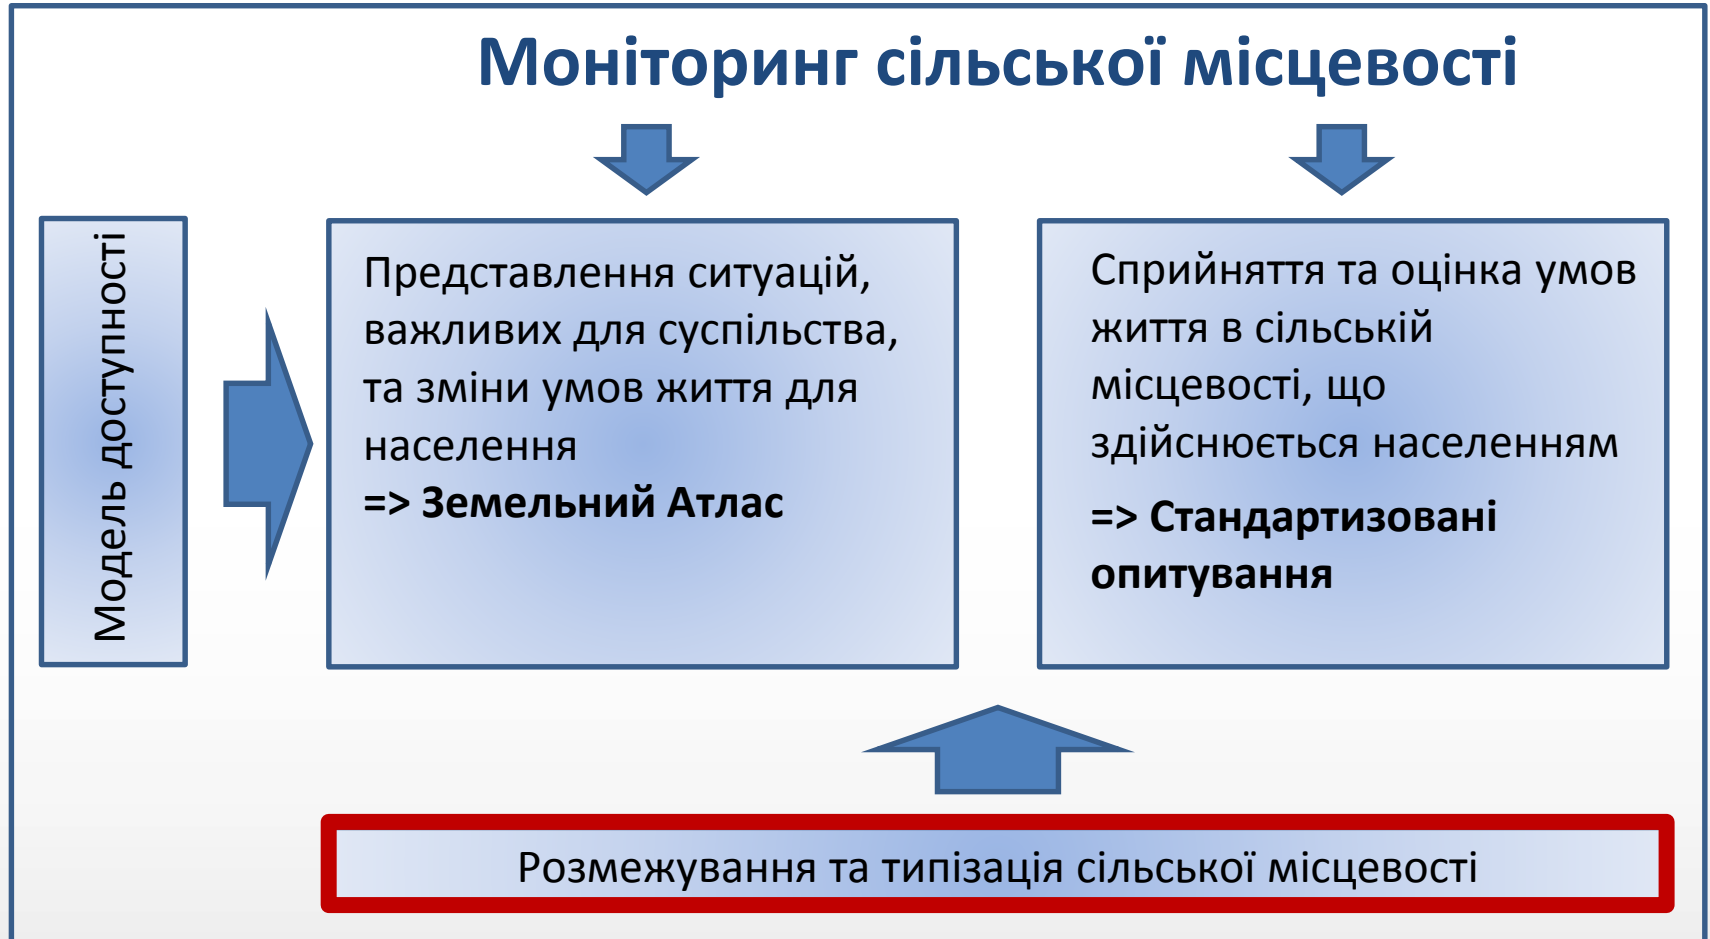 Моніторинг сільської місцевості
Модель доступності
Представлення ситуацій,
важливих для суспільства,
та зміни умов життя для
населення
=> Земельний Атлас
Сприйняття та оцінка умов
життя в сільській
місцевості, що
здійснюється населенням
=> Стандартизовані
опитування
Розмежування та типізація сільської місцевості